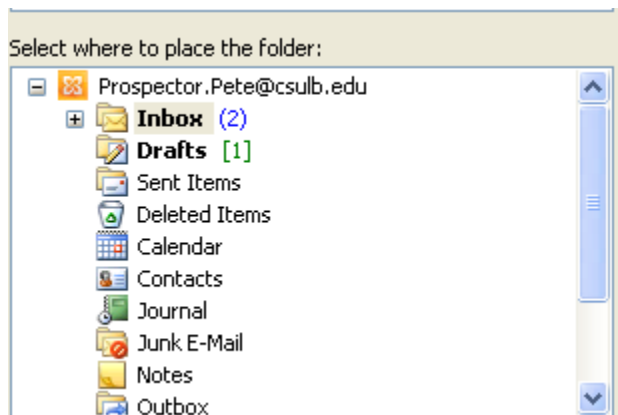 Select where to place the folder:
Prospector.Pete@csulb.edu
Inbox (2)
Drafts [1]
Sent Items
Deleted Items
Calendar
Contacts
Journal
Junk E-Mail
Notes
Outbox